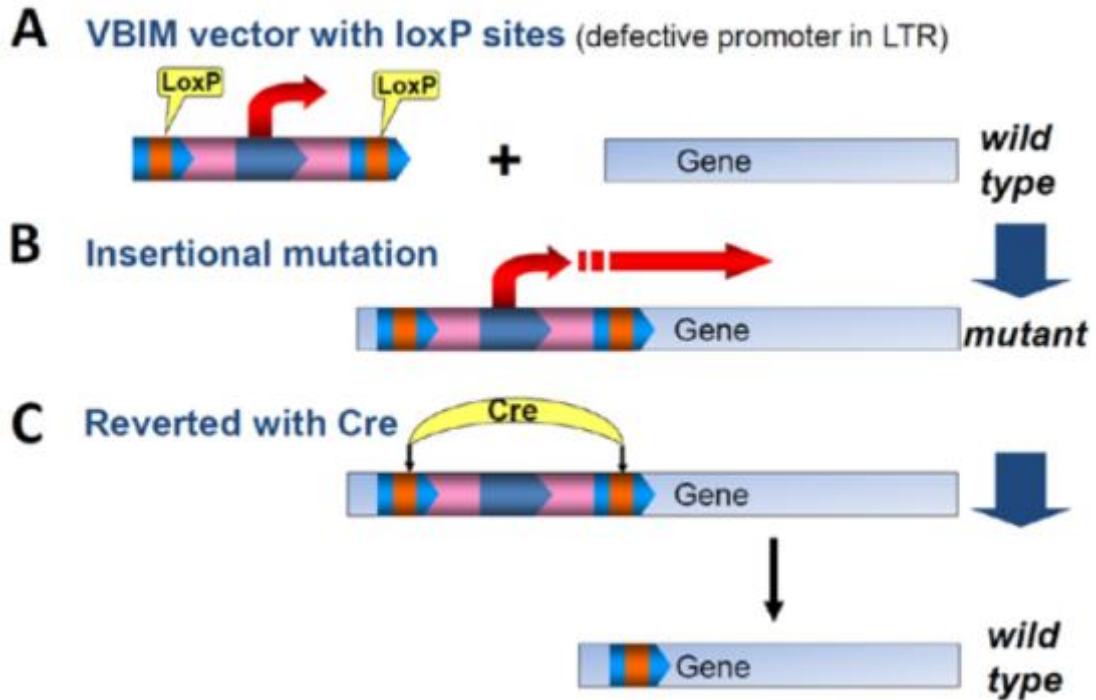 A VBIM vector with loxP sites (defective promoter in LTR)
LoxP
LoxP
+
Gene
wild
type
B Insertional mutation
Gene
mutant
C Reverted with Cre
Cre
Gene
Gene
wild
type